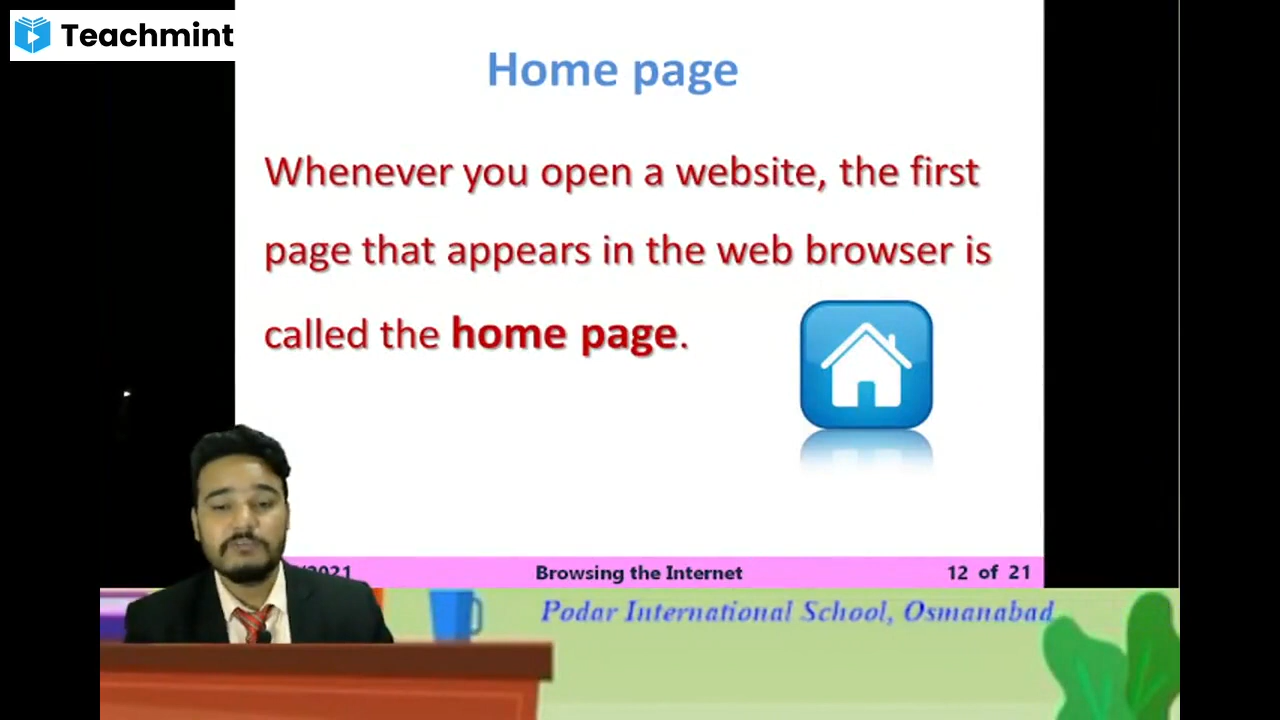 Teachmint
Home page
Whenever you open a website, the first
page that appears in the web browser is
called the home page.
/2021
Browsing the Internet
12 of 21
Podar International School, Osmanabad